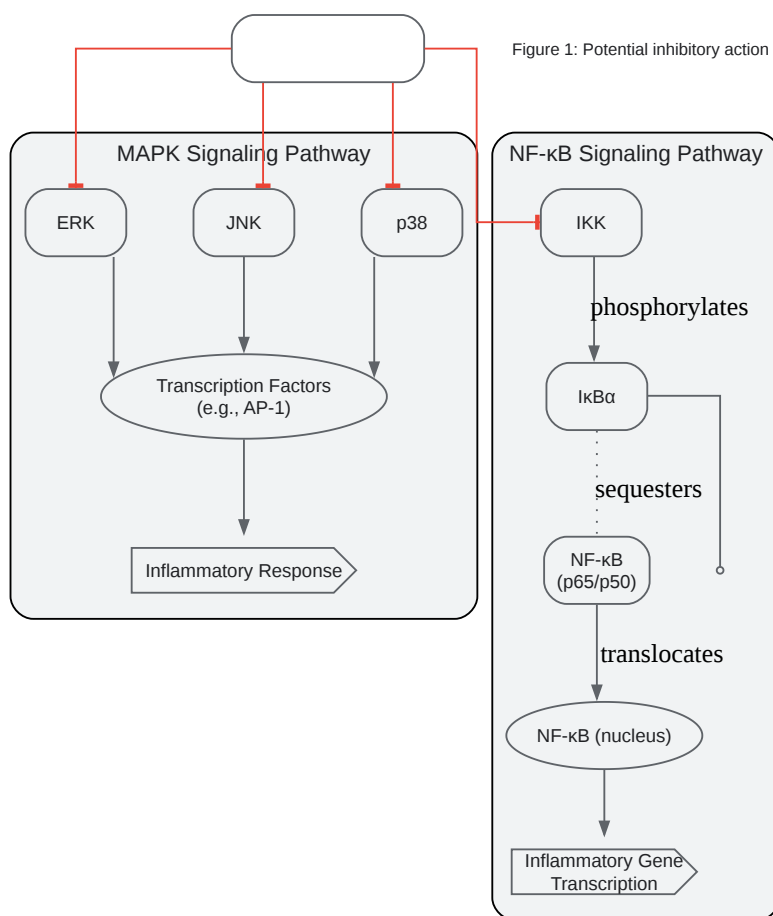 Figure 1: Potential inhibitory action
MAPK Signaling Pathway
ERK
JNK
p38
Transcription Factors
(e.g., AP-1)
Inflammatory Response
NF-κB Signaling Pathway
IKK
phosphorylates
IκBα
sequesters
NF-κB
(p65/p50)
translocates
NF-κB (nucleus)
Inflammatory Gene
Transcription